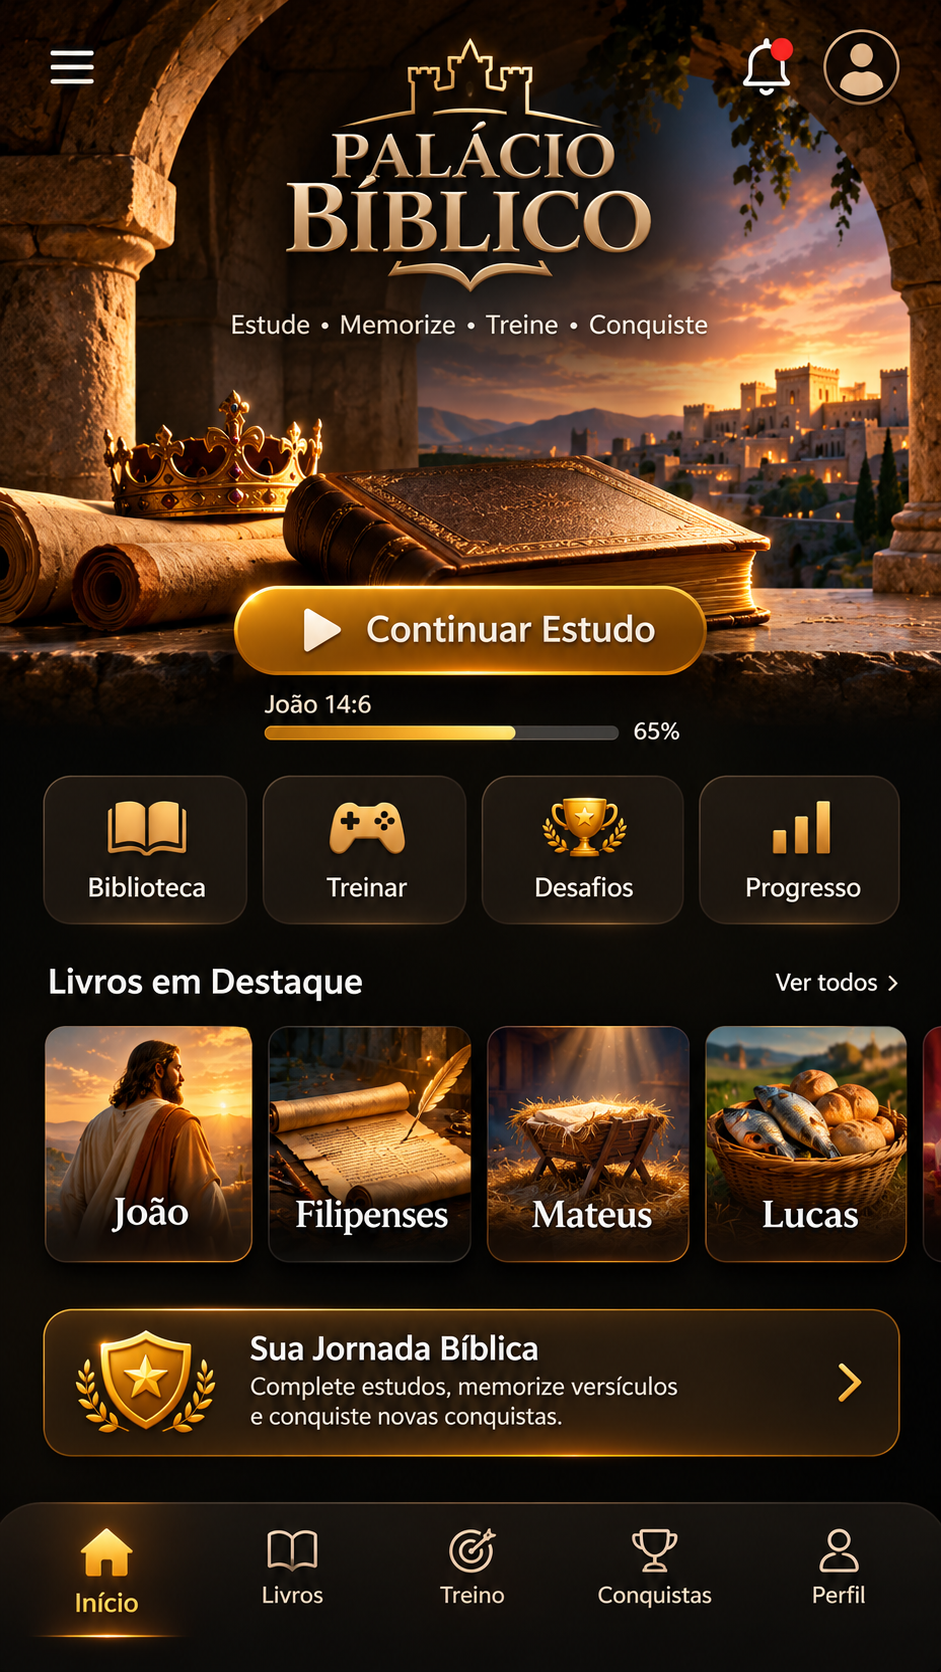 PALÁCIO
BÍBLICO
Estude • Memorize • Treine • Conquiste
Continuar Estudo
João 14:6
65%
Biblioteca
Treinar
Desafios
Progresso
Livros em Destaque
Ver todos >
João
Filipenses
Mateus
Lucas
Sua Jornada Bíblica
Complete estudos, memorize versículos
e conquiste novas conquistas.
Início
Livros
Treino
Conquistas
Perfil